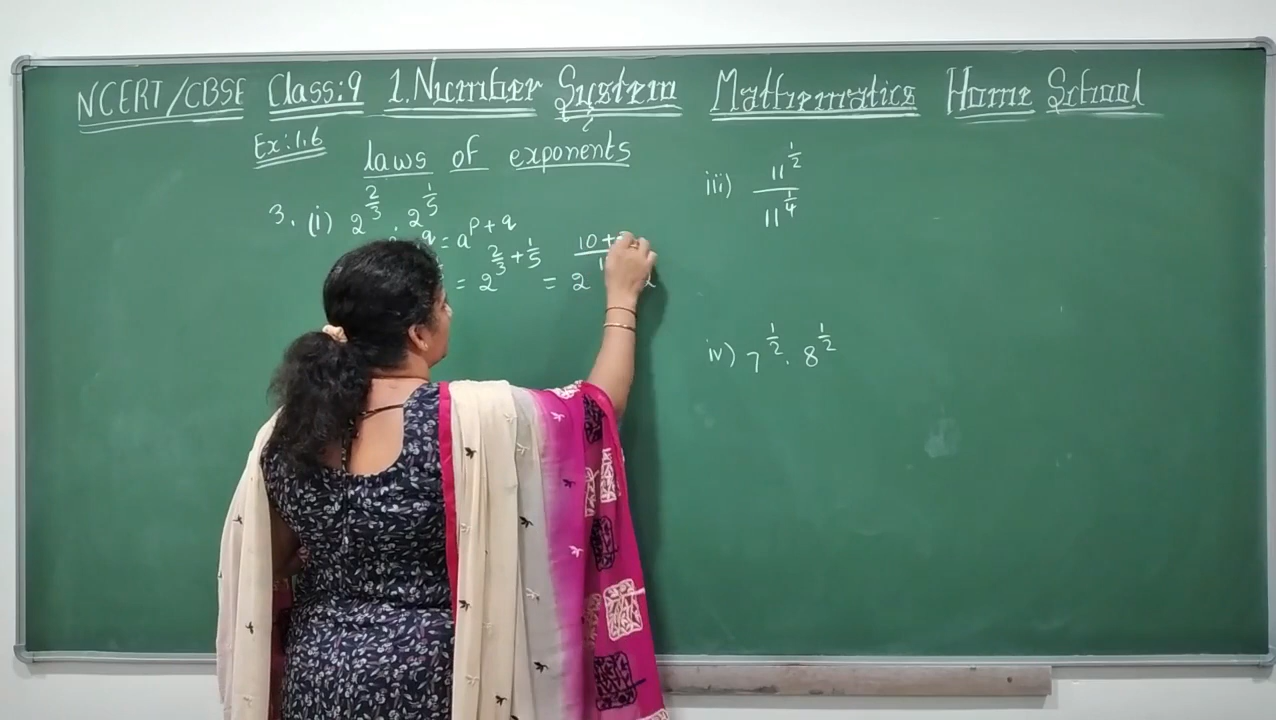 NCERT/CBSE Class:9 1.Number System Mathematics Home School
Ex:1.6
laws of exponents
3. (i) 2^(2/3) . 2^(1/5)
q = a^(p+q)
= 2^(2/3 + 1/5) = 2^(10+
iii) 11^(1/2) / 11^(1/4)
iv) 7^(1/2) . 8^(1/2)